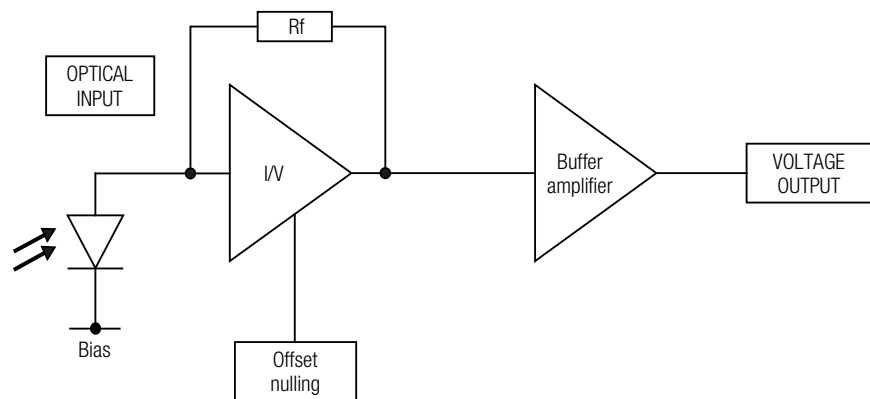 Rf
OPTICAL
INPUT
I/V
Buffer
amplifier
VOLTAGE
OUTPUT
Bias
Offset
nulling